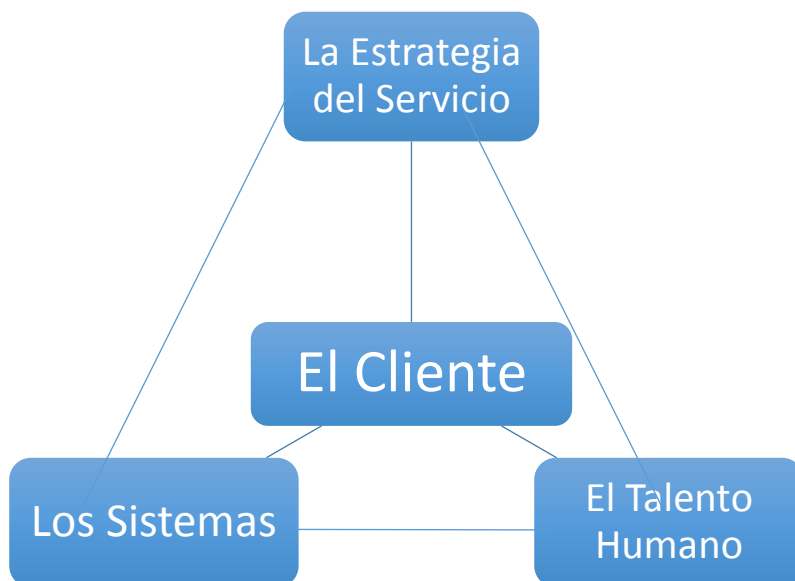 La Estrategia
del Servicio
El Cliente
Los Sistemas
El Talento
Humano